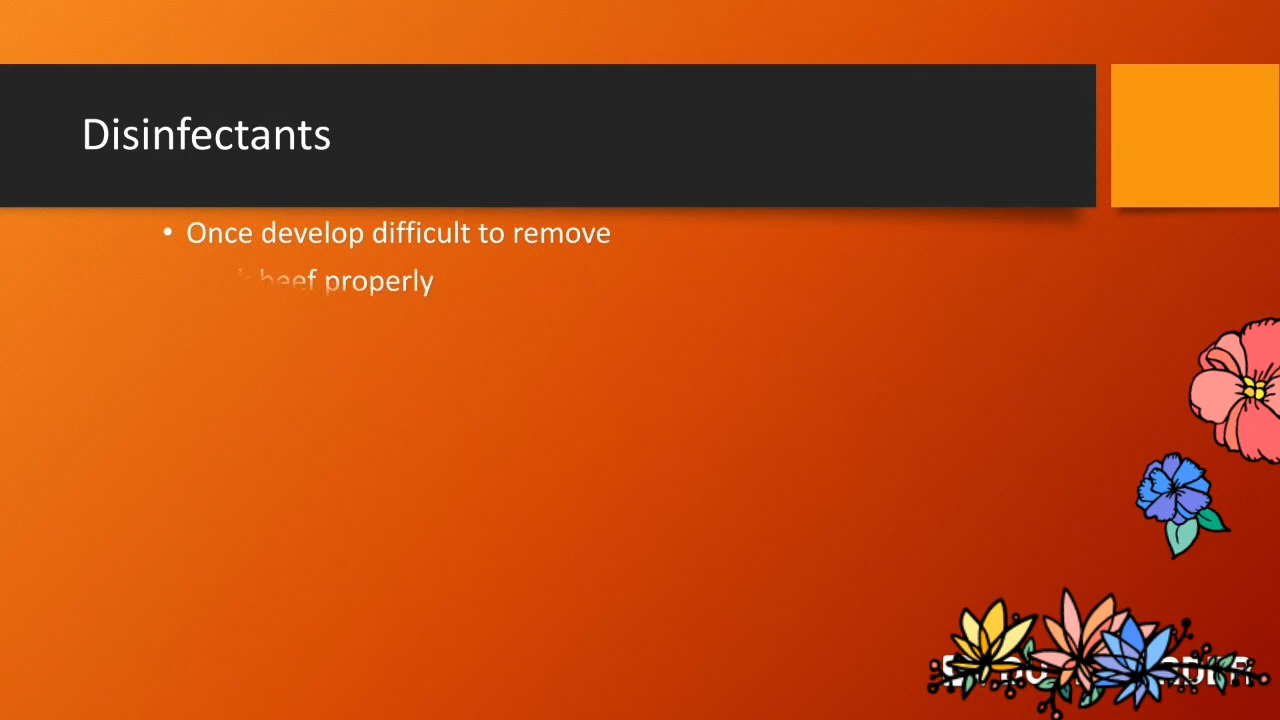 Disinfectants
• Once develop difficult to remove
beef properly